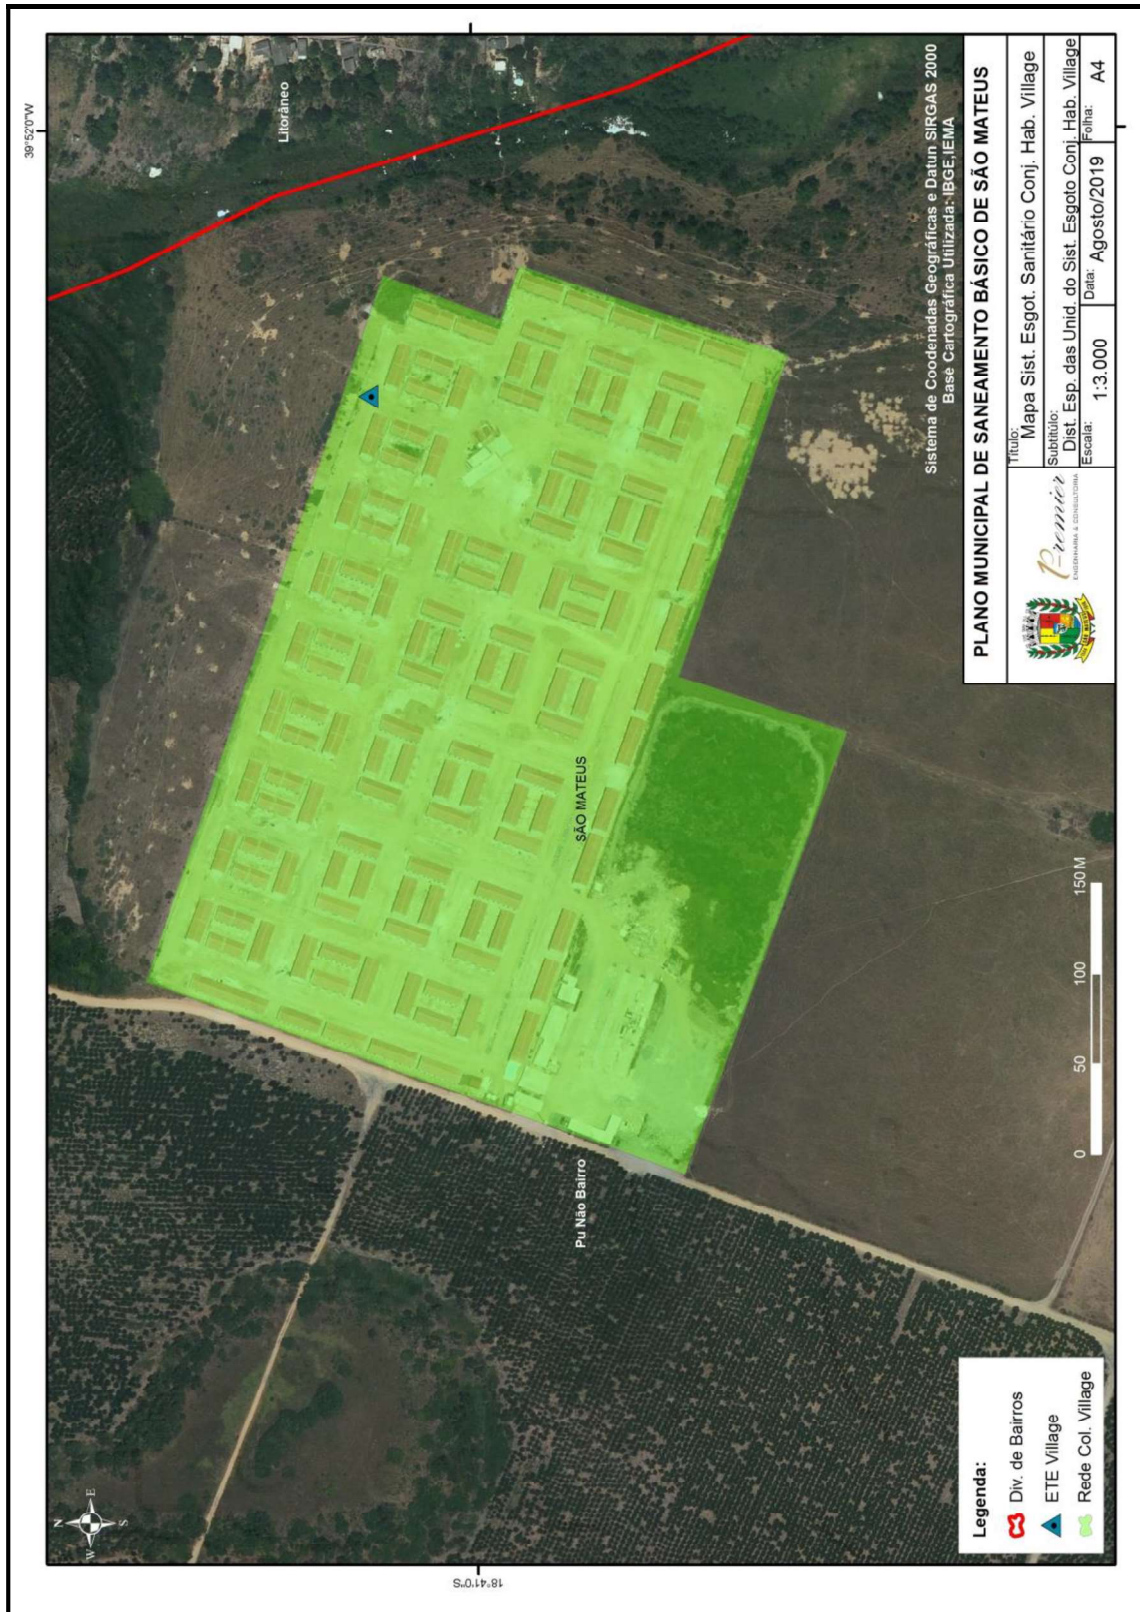 39°52'0"W
Litorâneo
SÃO MATEUS
Pu Não Bairro
18°41'0"S
N
W
E
S
Legenda:
Div. de Bairros
ETE Village
Rede Col. Village
0 50 100 150 M
Sistema de Coodenadas Geográficas e Datun SIRGAS 2000
Base Cartográfica Utilizada: IBGE,IEMA
PLANO MUNICIPAL DE SANEAMENTO BÁSICO DE SÃO MATEUS
Premier
ENGENHARIA & CONSULTORIA
Título:
Mapa Sist. Esgot. Sanitário Conj. Hab. Village
Subtitúlo:
Dist. Esp. das Unid. do Sist. Esgoto Conj. Hab. Village
Escala:
1:3.000
Data:
Agosto/2019
Folha:
A4